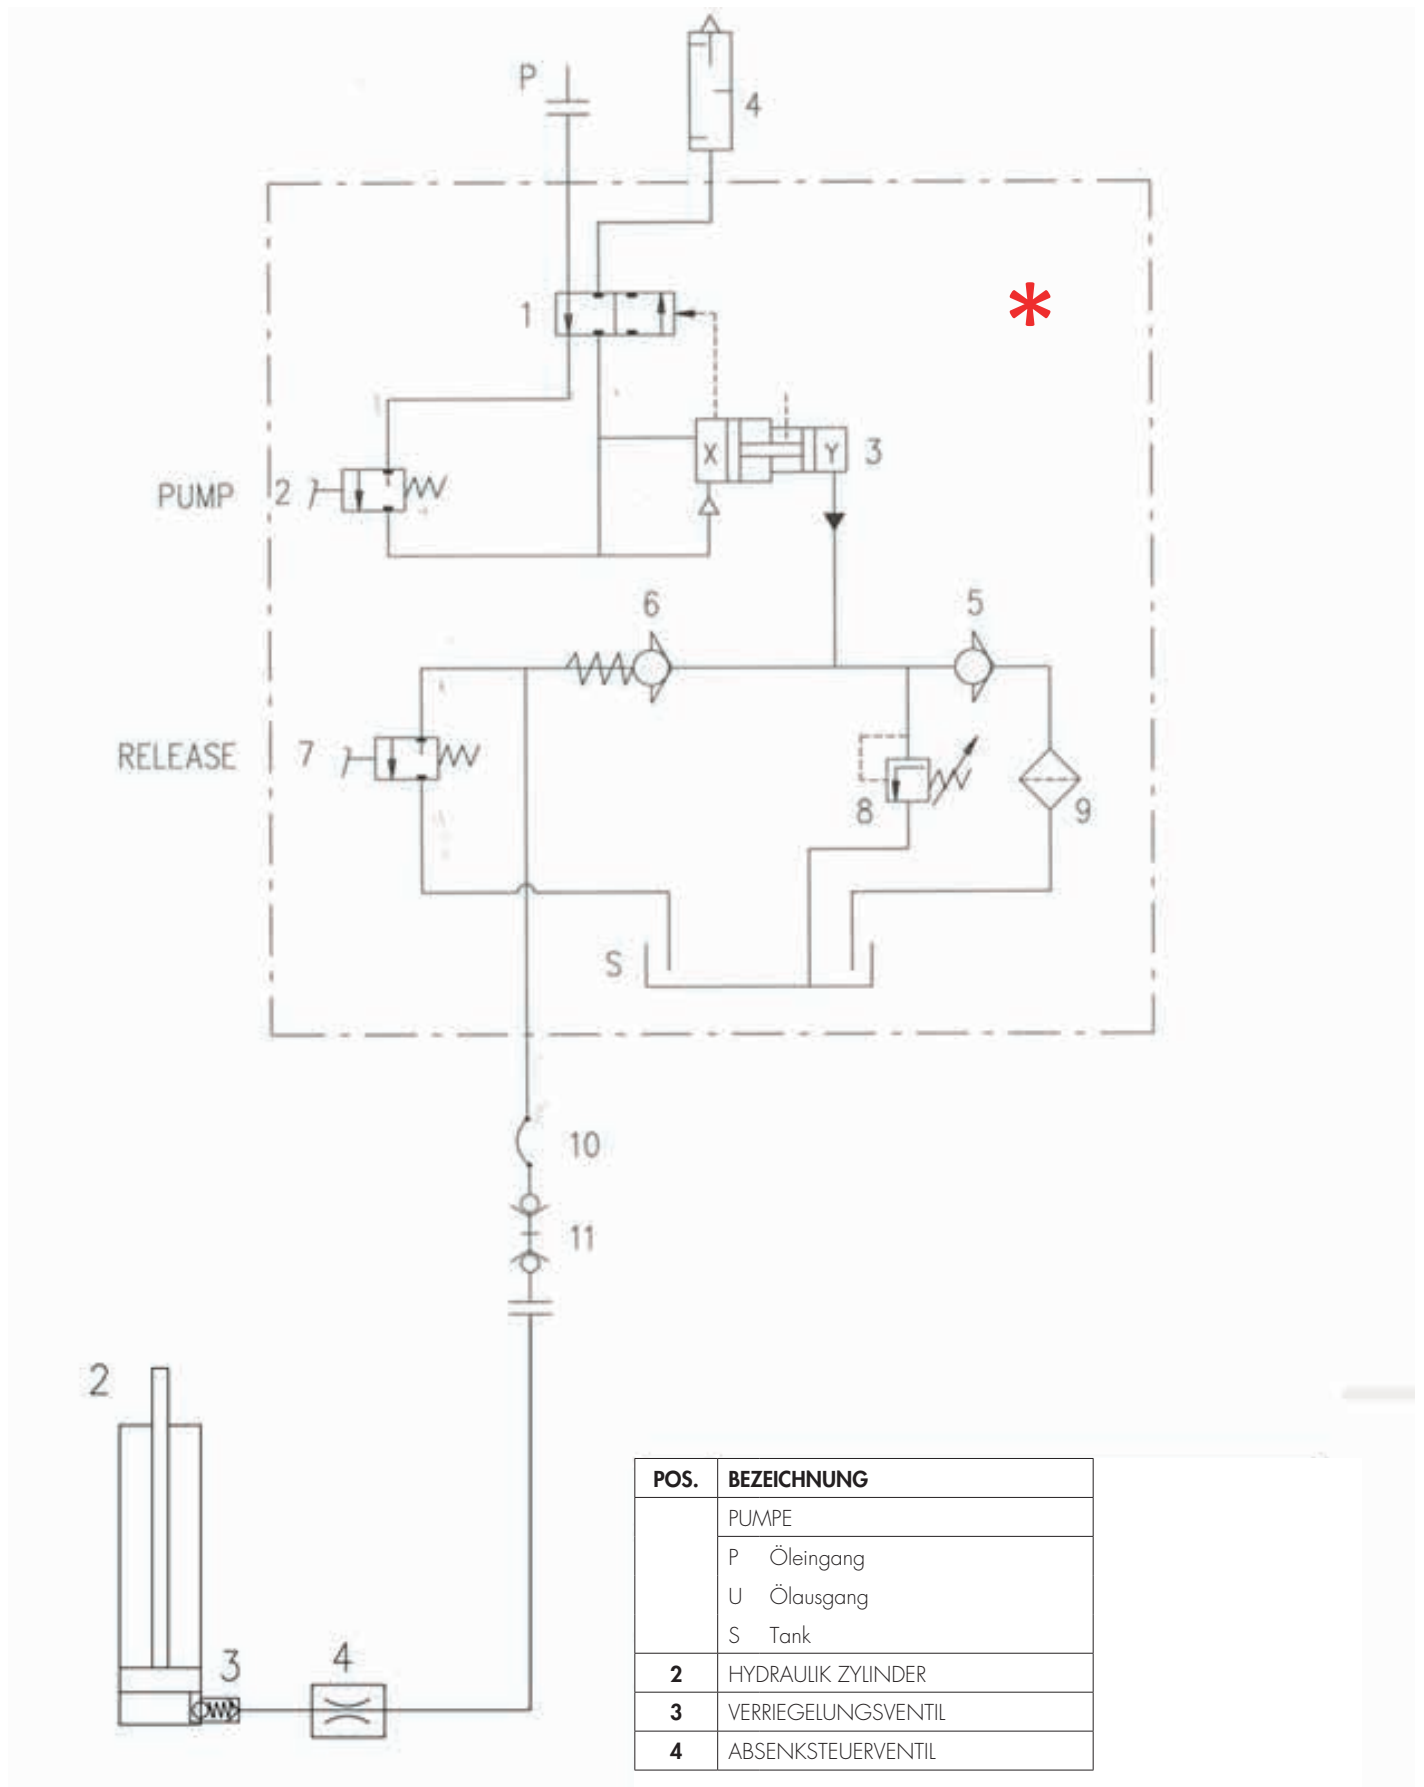 P
4
*
1
X
Y
3
PUMP
2
6
5
RELEASE
7
8
9
S
10
11
2
3
4
POS. BEZEICHNUNG
PUMPE
P Öleingang
U Ölausgang
S Tank
2 HYDRAULIK ZYLINDER
3 VERRIEGELUNGSVENTIL
4 ABSENKSTEUERVENTIL